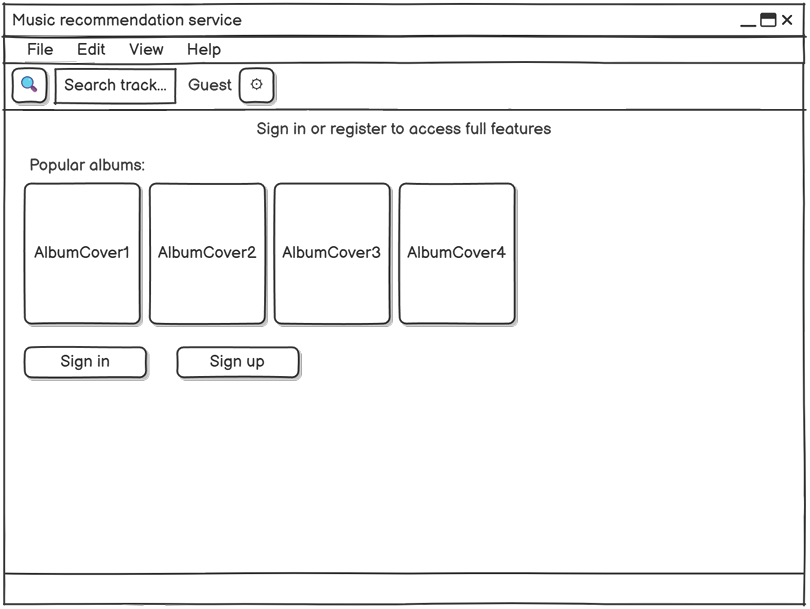 Music recommendation service
File Edit View Help
Search track... Guest
Sign in or register to access full features
Popular albums:
AlbumCover1 AlbumCover2 AlbumCover3 AlbumCover4
Sign in Sign up